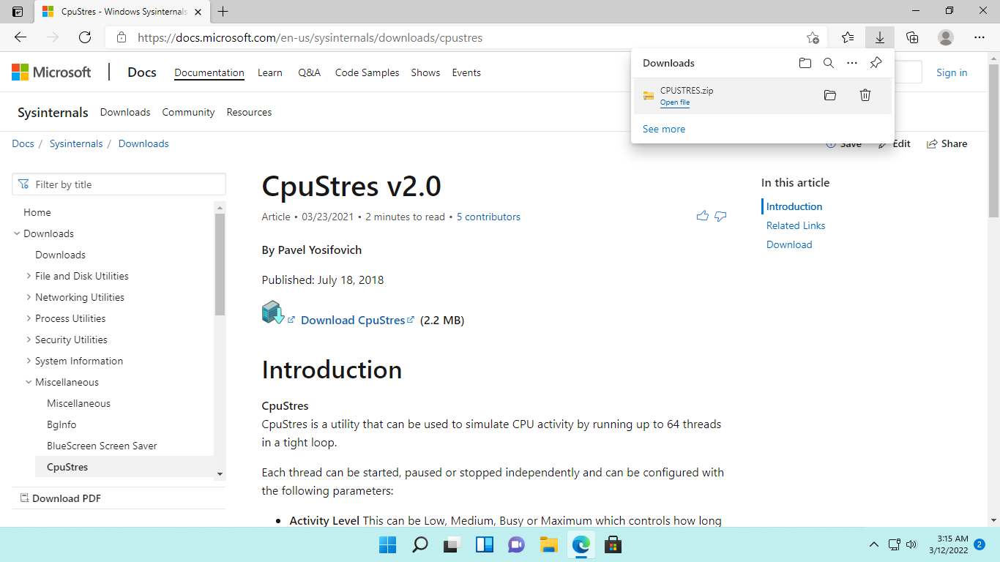 CpuStres - Windows Sysinternals
https://docs.microsoft.com/en-us/sysinternals/downloads/cpustres
Microsoft
Docs
Documentation
Learn
Q&A
Code Samples
Shows
Events
Sign in
Downloads
CPUSTRES.zip
Open file
See more
Sysinternals
Downloads
Community
Resources
Docs / Sysinternals / Downloads
Save
Edit
Share
Filter by title
Home
Downloads
Downloads
File and Disk Utilities
Networking Utilities
Process Utilities
Security Utilities
System Information
Miscellaneous
Miscellaneous
BgInfo
BlueScreen Screen Saver
CpuStres
Download PDF
CpuStres v2.0
Article • 03/23/2021 • 2 minutes to read • 5 contributors
By Pavel Yosifovich
Published: July 18, 2018
Download CpuStres (2.2 MB)
Introduction
CpuStres
CpuStres is a utility that can be used to simulate CPU activity by running up to 64 threads
in a tight loop.
Each thread can be started, paused or stopped independently and can be configured with
the following parameters:
• Activity Level This can be Low, Medium, Busy or Maximum which controls how long
In this article
Introduction
Related Links
Download
3:15 AM
3/12/2022
2